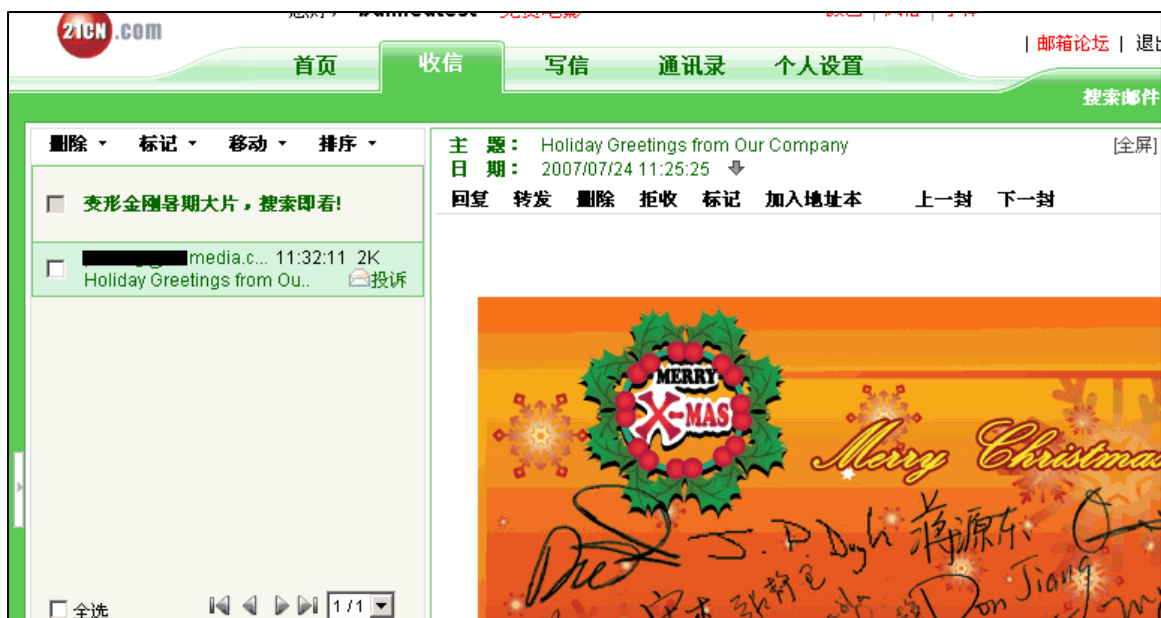 21CN.com
| 邮箱论坛 | 退出
首页 收信 写信 通讯录 个人设置
搜索邮件
删除 标记 移动 排序
主 题： Holiday Greetings from Our Company
[全屏]
日 期： 2007/07/24 11:25:25
回复 转发 删除 拒收 标记 加入地址本 上一封 下一封
变形金刚暑期大片，搜索即看!
media.c... 11:32:11 2K
Holiday Greetings from Ou.. 投诉
MERRY
X-MAS
Merry Christmas
J. P. 蒋源东
Don Jiang
全选 1/1